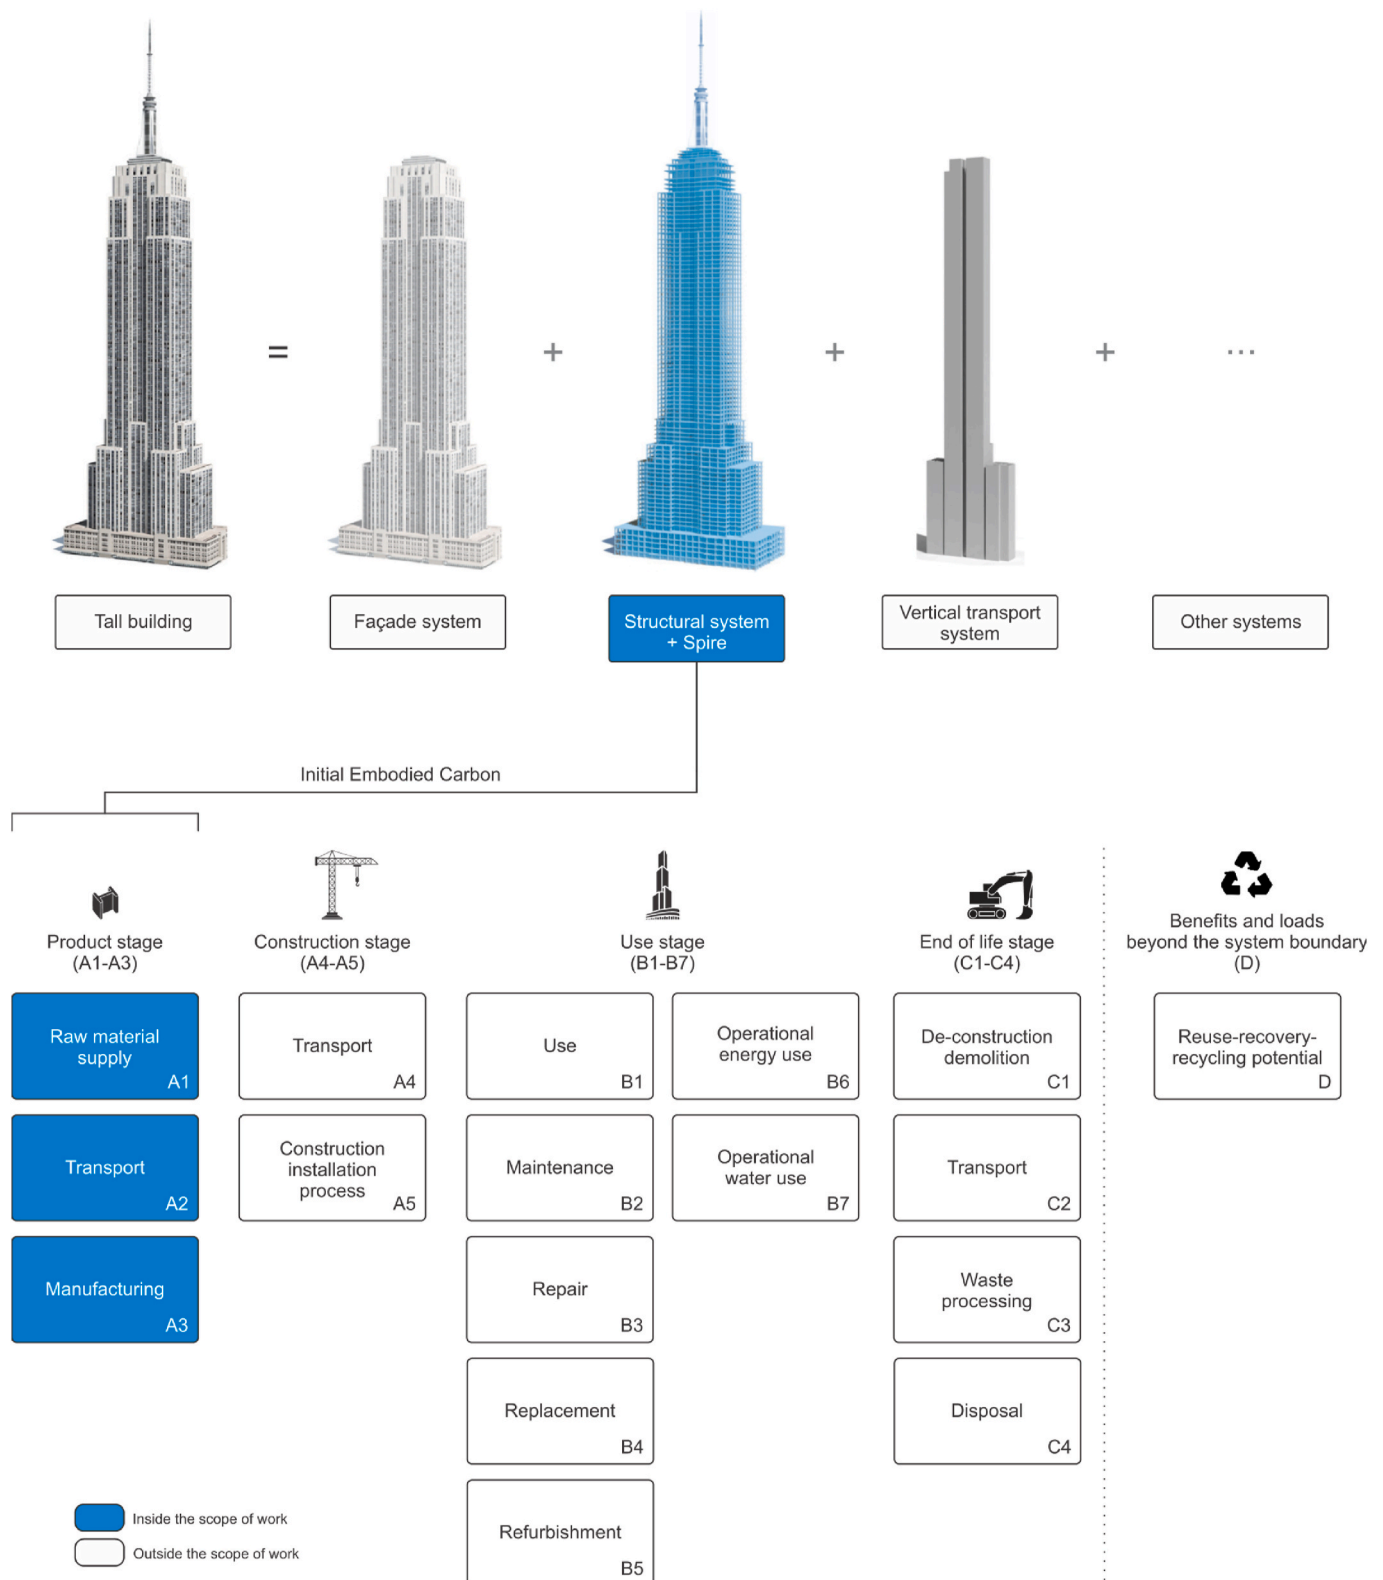 =
+
+
+
...
Tall building
Façade system
Structural system
+ Spire
Vertical transport
system
Other systems
Initial Embodied Carbon
Product stage
(A1-A3)
Construction stage
(A4-A5)
Use stage
(B1-B7)
End of life stage
(C1-C4)
Benefits and loads
beyond the system boundary
(D)
Raw material
supply
A1
Transport
A2
Manufacturing
A3
Transport
A4
Construction
installation
process
A5
Use
B1
Maintenance
B2
Repair
B3
Replacement
B4
Refurbishment
B5
Operational
energy use
B6
Operational
water use
B7
De-construction
demolition
C1
Transport
C2
Waste
processing
C3
Disposal
C4
Reuse-recovery-
recycling potential
D
Inside the scope of work
Outside the scope of work